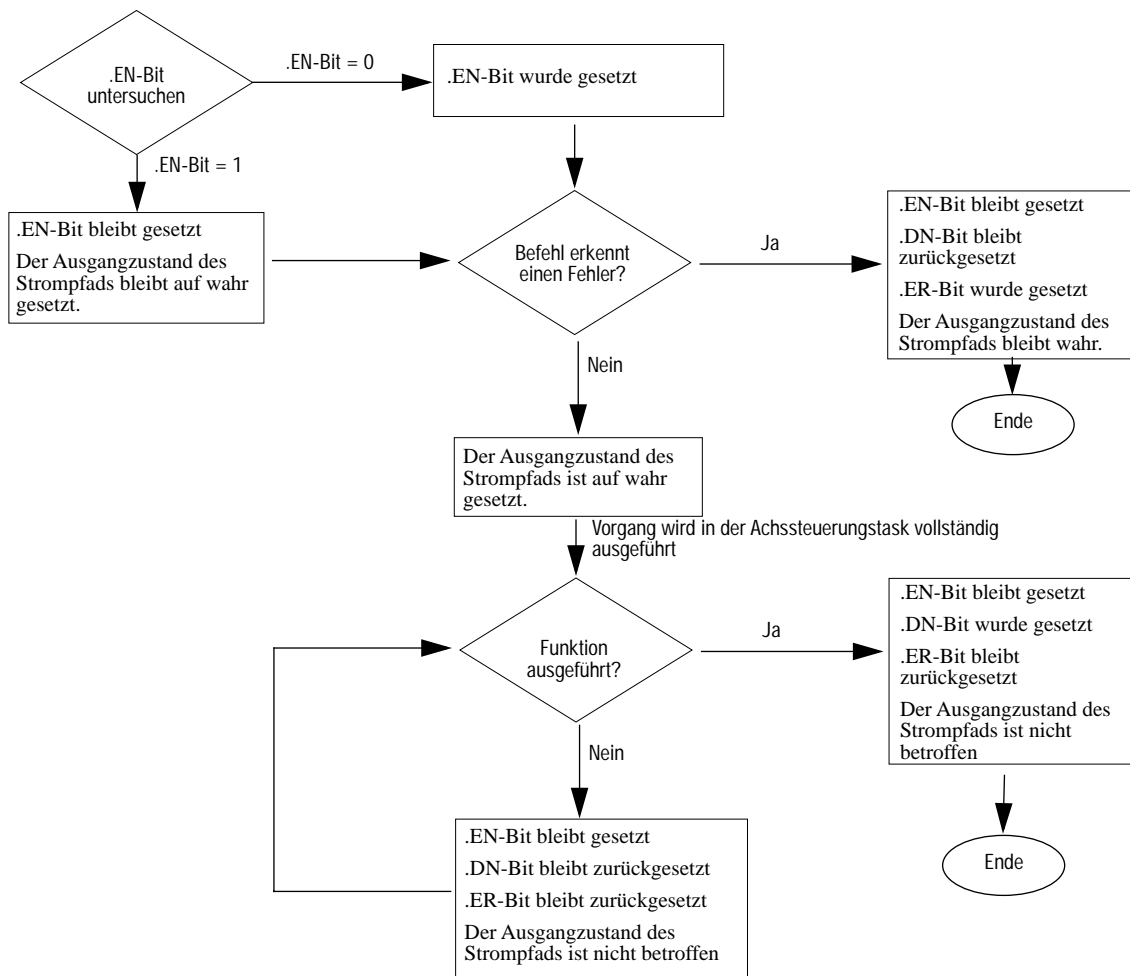 .EN-Bit
untersuchen
.EN-Bit = 0
.EN-Bit wurde gesetzt
.EN-Bit = 1
.EN-Bit bleibt gesetzt
Der Ausgangzustand des
Strompfads bleibt auf wahr
gesetzt.
Befehl erkennt
einen Fehler?
Ja
.EN-Bit bleibt gesetzt
.DN-Bit bleibt
zurückgesetzt
.ER-Bit wurde gesetzt
Der Ausgangzustand des
Strompfads bleibt wahr.
Ende
Nein
Der Ausgangzustand des
Strompfads ist auf wahr
gesetzt.
Vorgang wird in der Achssteuerungstask vollständig
ausgeführt
Funktion
ausgeführt?
Ja
.EN-Bit bleibt gesetzt
.DN-Bit wurde gesetzt
.ER-Bit bleibt
zurückgesetzt
Der Ausgangzustand des
Strompfads ist nicht
betroffen
Ende
Nein
.EN-Bit bleibt gesetzt
.DN-Bit bleibt zurückgesetzt
.ER-Bit bleibt zurückgesetzt
Der Ausgangzustand des
Strompfads ist nicht betroffen